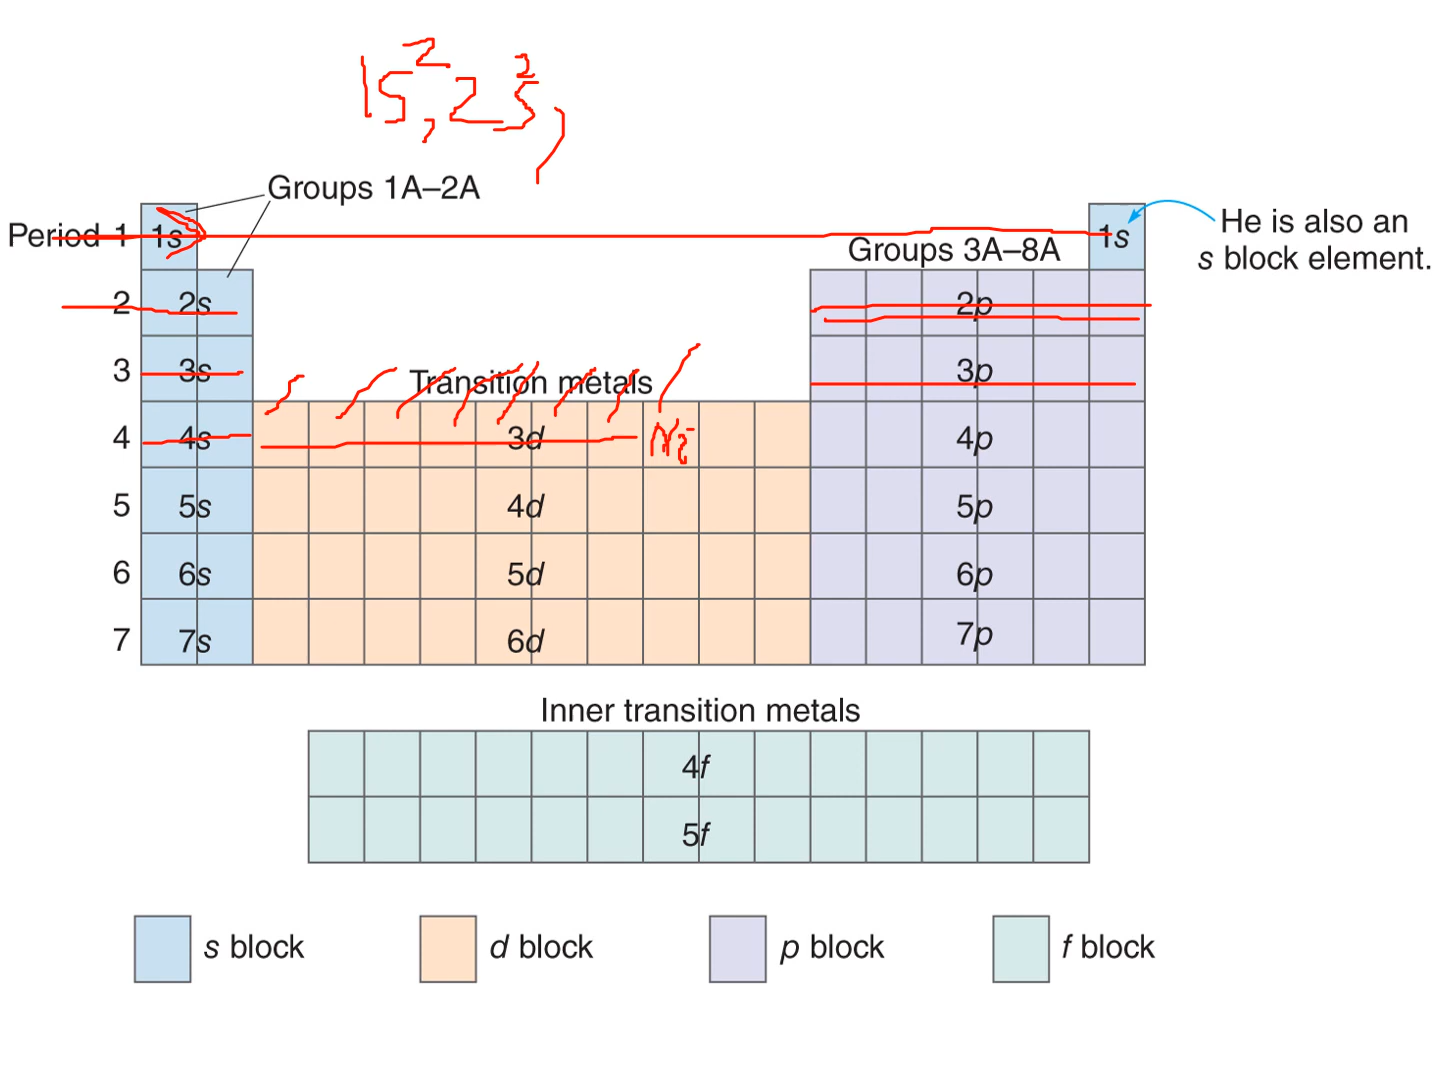 1s², 2s²,
Groups 1A–2A
Period 1 1s 1s He is also an
Groups 3A–8A s block element.
2 2s 2p
3 3s 3p
Transition metals
4 4s 3d Ni 4p
5 5s 4d 5p
6 6s 5d 6p
7 7s 6d 7p
Inner transition metals
4f
5f
s block d block p block f block